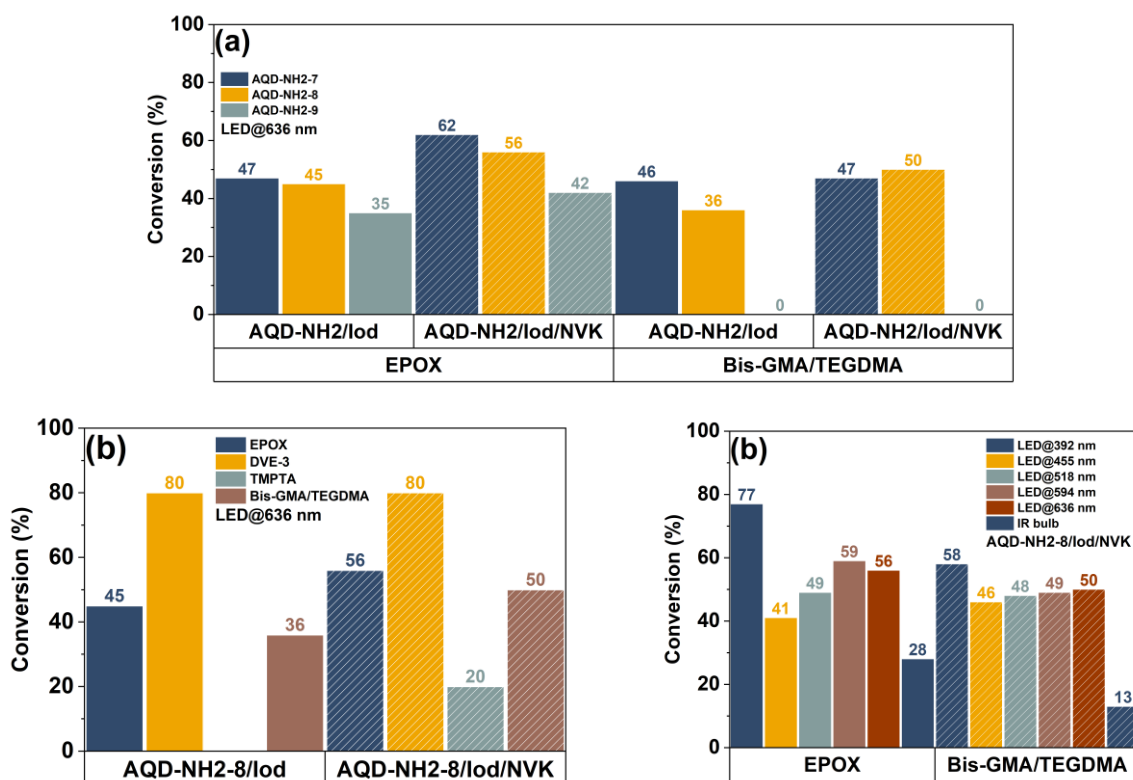 (a)
100
80
60
40
20
0
Conversion (%)
AQD-NH2-7
AQD-NH2-8
AQD-NH2-9
LED@636 nm
47
45
35
62
56
42
46
36
0
47
50
0
AQD-NH2/Iod
AQD-NH2/Iod/NVK
AQD-NH2/Iod
AQD-NH2/Iod/NVK
EPOX
Bis-GMA/TEGDMA
(b)
100
80
60
40
20
0
Conversion (%)
EPOX
DVE-3
TMPTA
Bis-GMA/TEGDMA
LED@636 nm
45
80
36
56
80
20
50
AQD-NH2-8/Iod
AQD-NH2-8/Iod/NVK
(b)
100
80
60
40
20
0
Conversion (%)
LED@392 nm
LED@455 nm
LED@518 nm
LED@594 nm
LED@636 nm
IR bulb
AQD-NH2-8/Iod/NVK
77
41
49
59
56
28
58
46
48
49
50
13
EPOX
Bis-GMA/TEGDMA